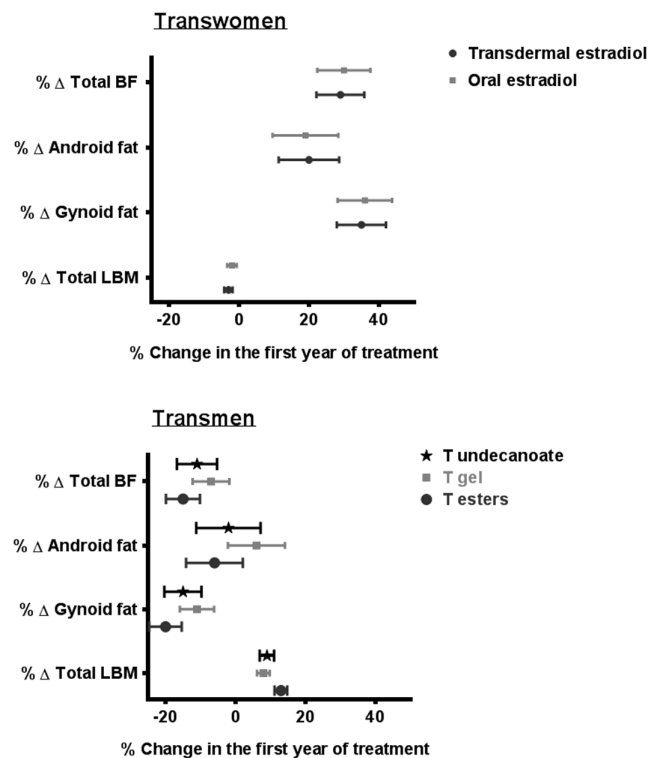 Transwomen
Transdermal estradiol
Oral estradiol
% Δ Total BF
% Δ Android fat
% Δ Gynoid fat
% Δ Total LBM
-20 0 20 40
% Change in the first year of treatment
Transmen
T undecanoate
T gel
T esters
% Δ Total BF
% Δ Android fat
% Δ Gynoid fat
% Δ Total LBM
-20 0 20 40
% Change in the first year of treatment